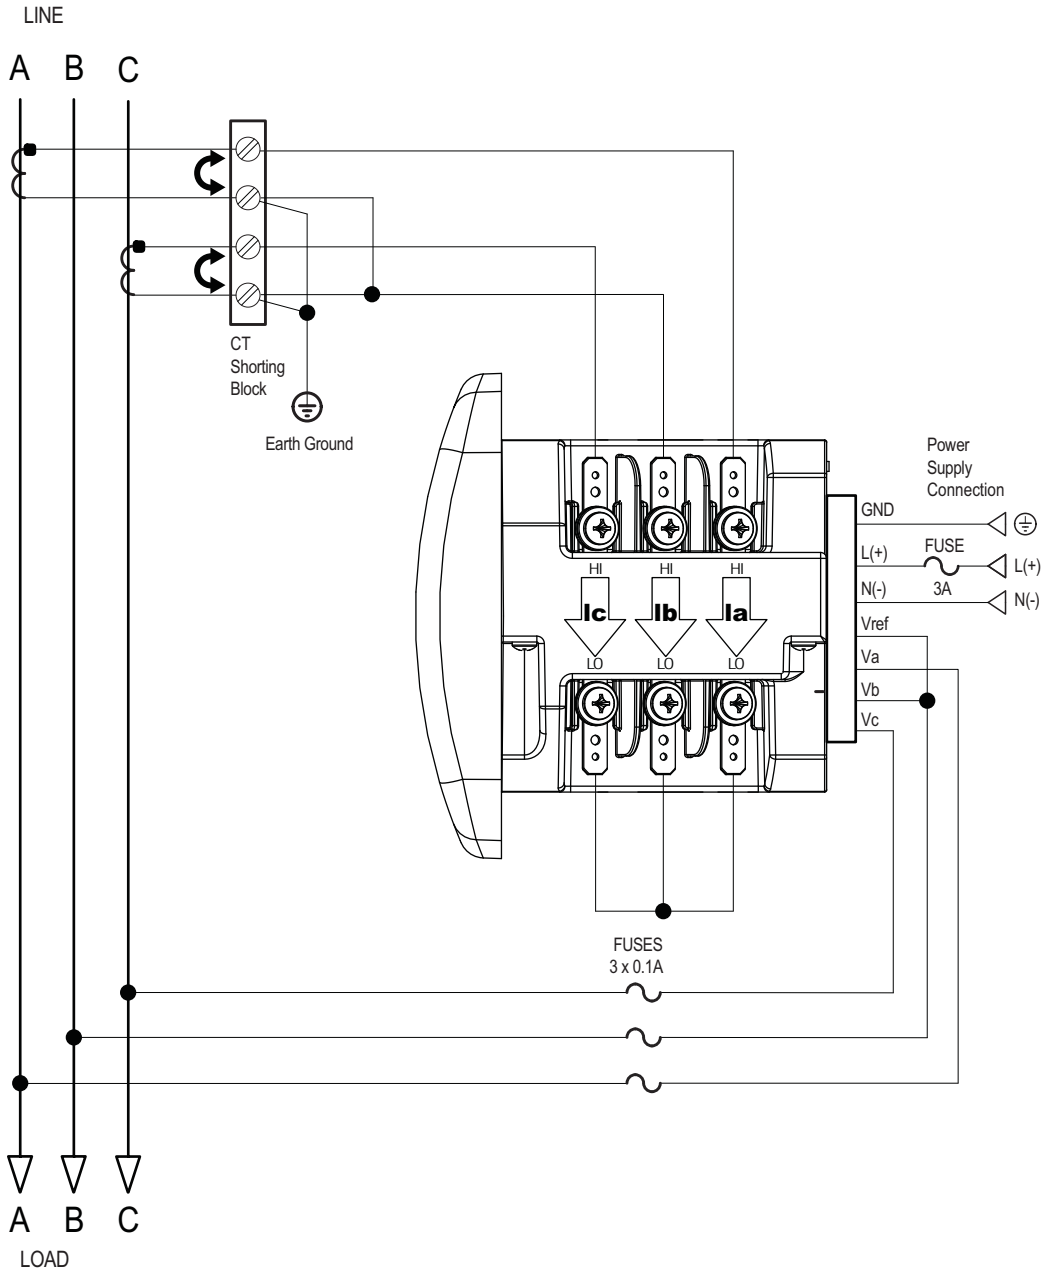 LINE
A B C
CT
Shorting
Block
Earth Ground
Power
Supply
Connection
GND
L(+)
FUSE
L(+)
N(-)
3A
N(-)
Vref
Va
Vb
Vc
HI HI HI
Ic Ib Ia
LO LO LO
FUSES
3 x 0.1A
A B C
LOAD